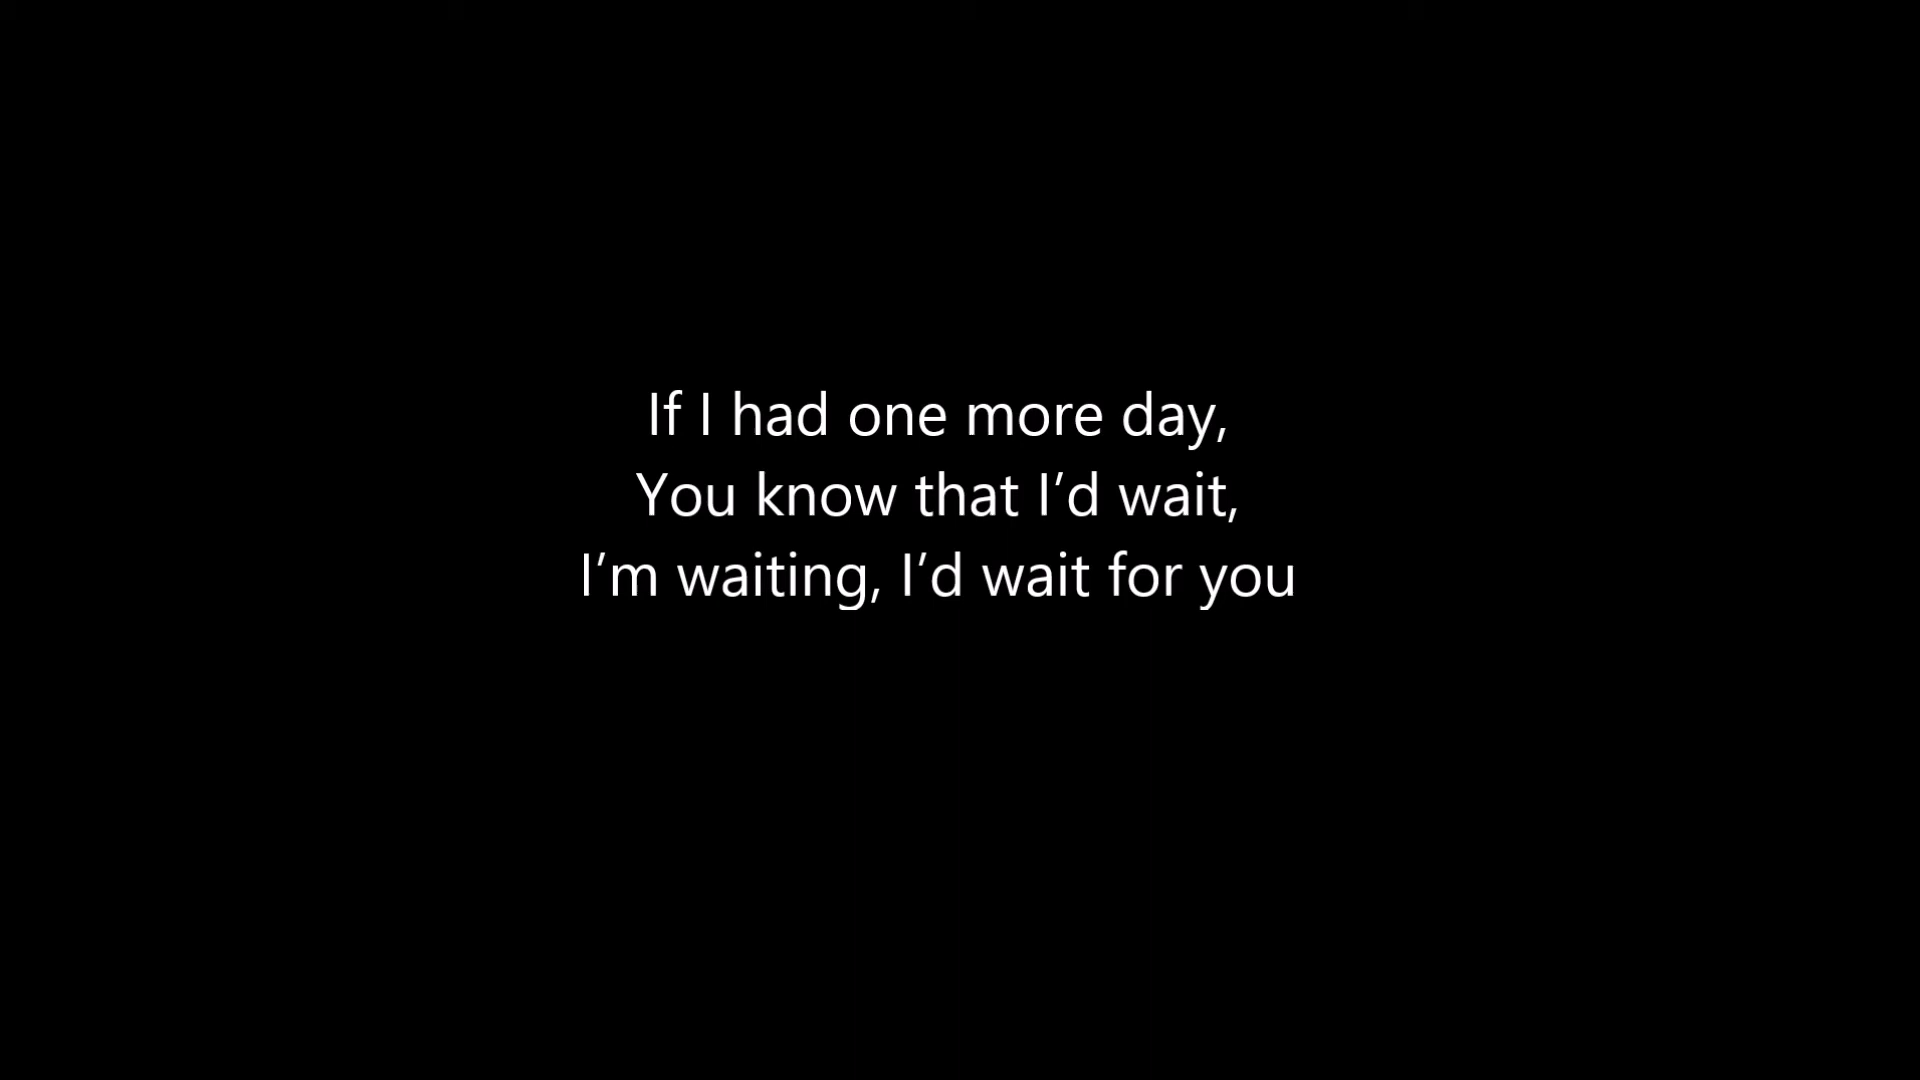 If I had one more day,
You know that I’d wait,
I’m waiting, I’d wait for you